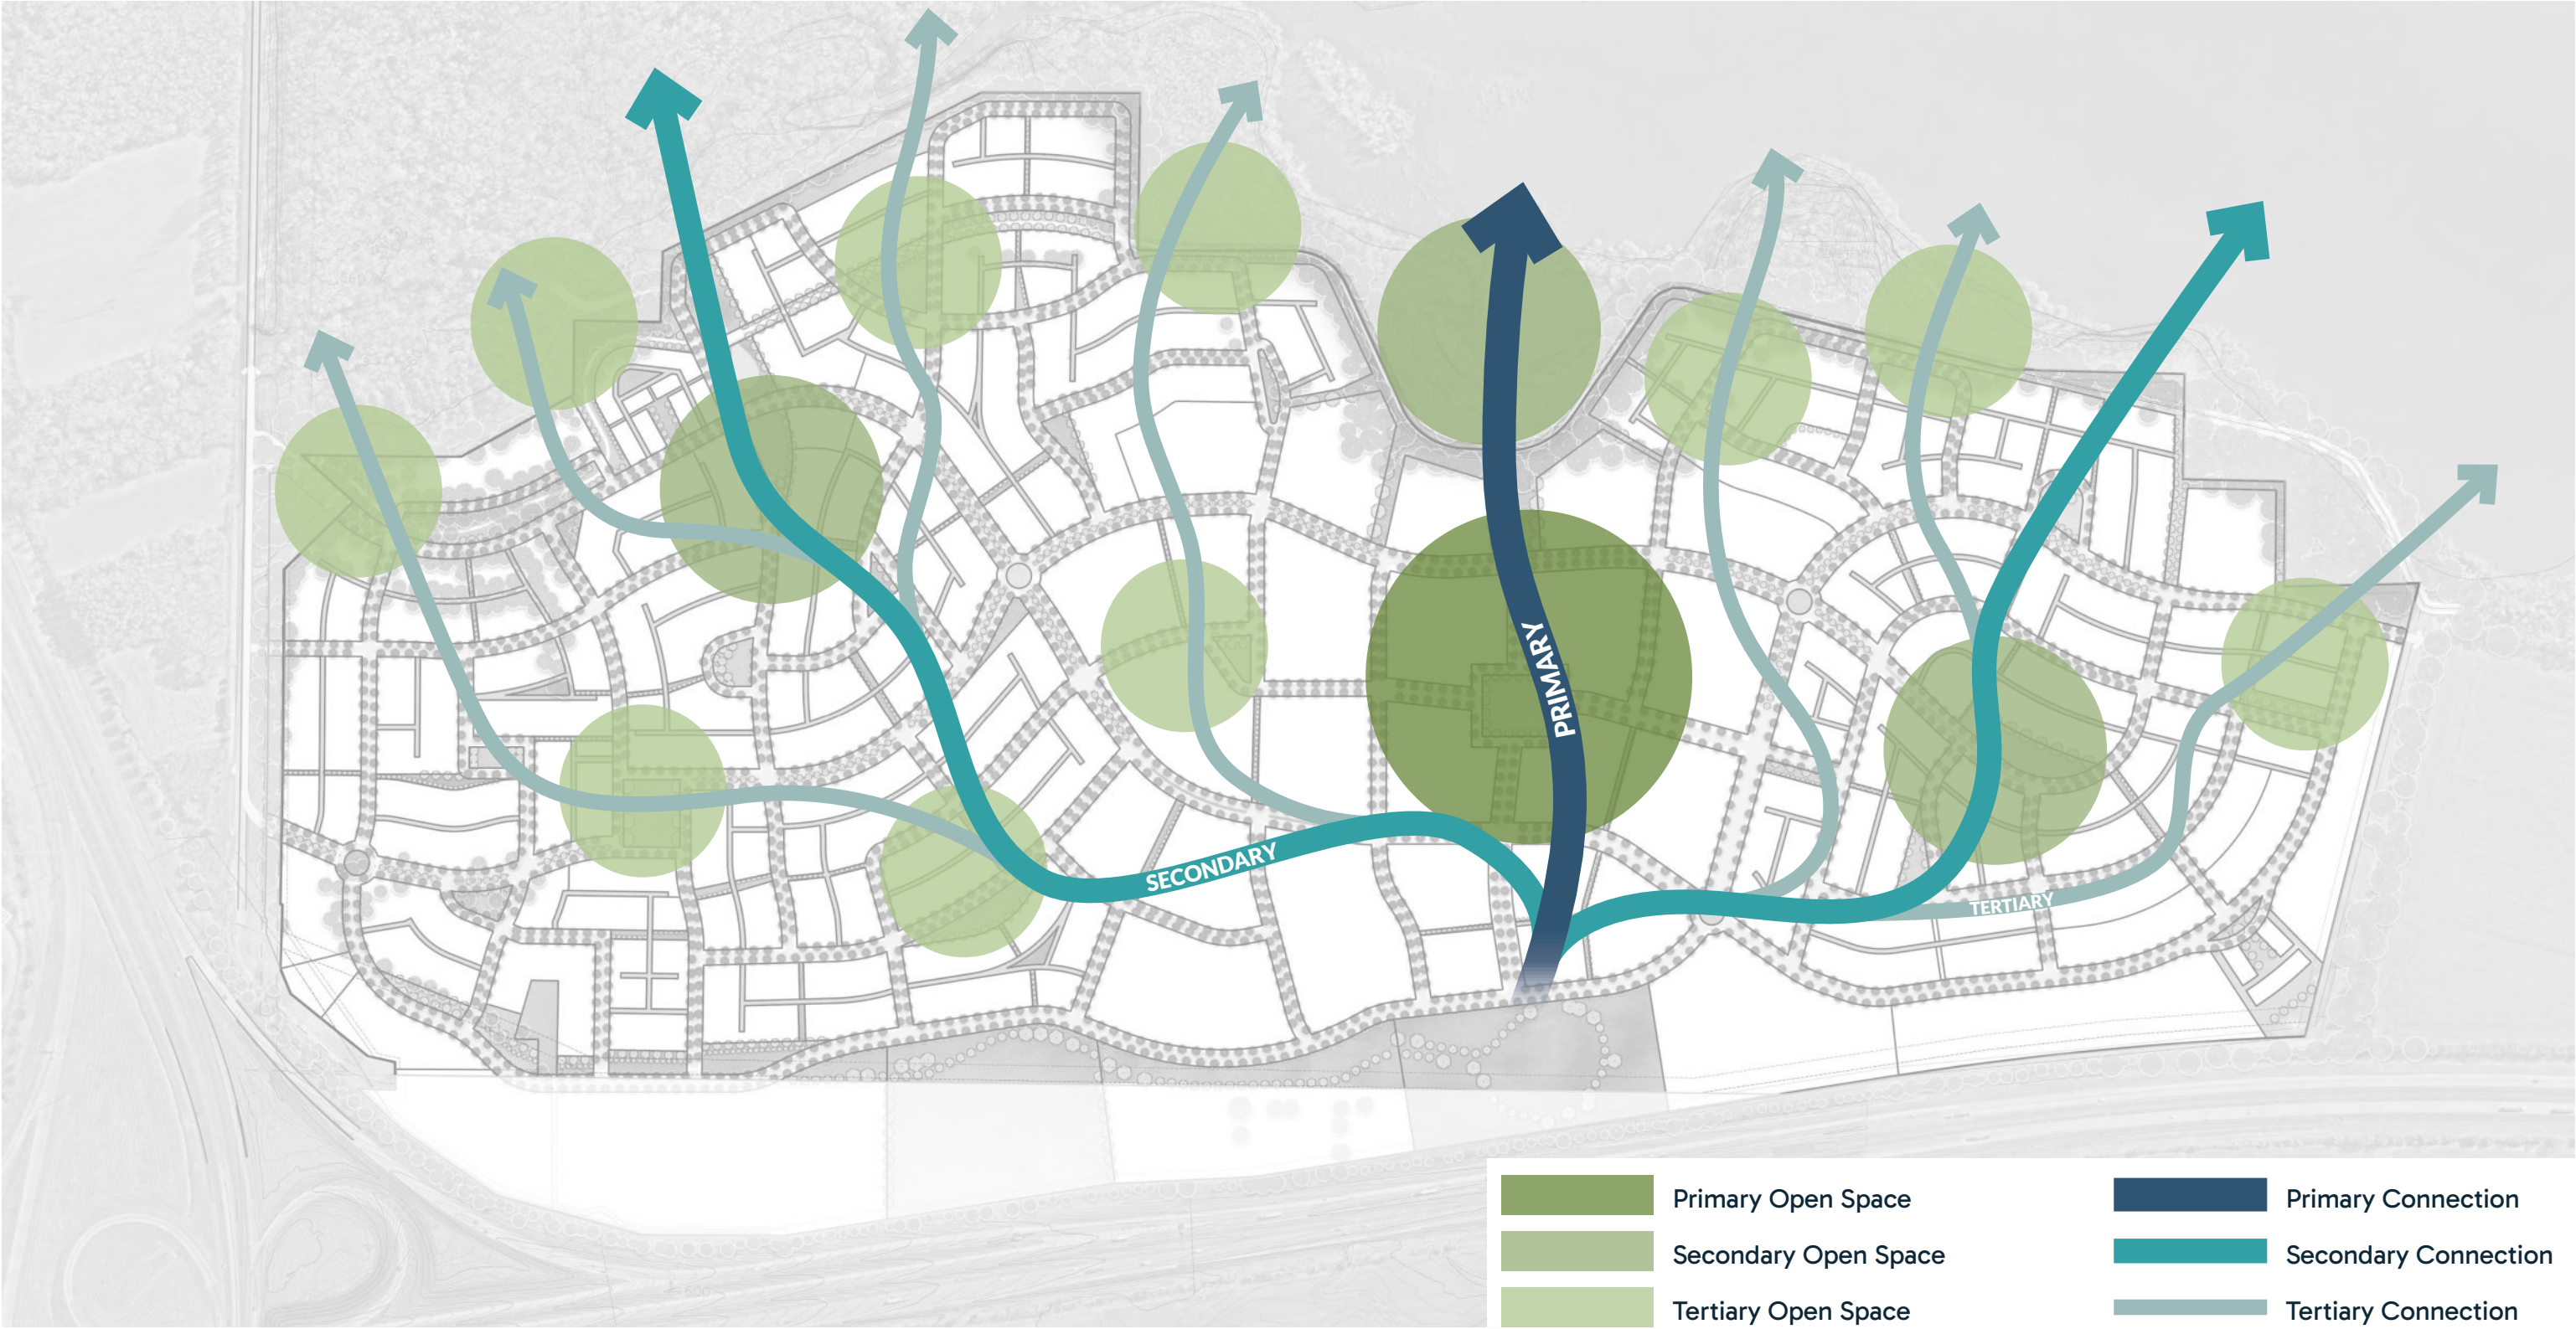 PRIMARY
SECONDARY
TERTIARY
Primary Open Space
Secondary Open Space
Tertiary Open Space
Primary Connection
Secondary Connection
Tertiary Connection